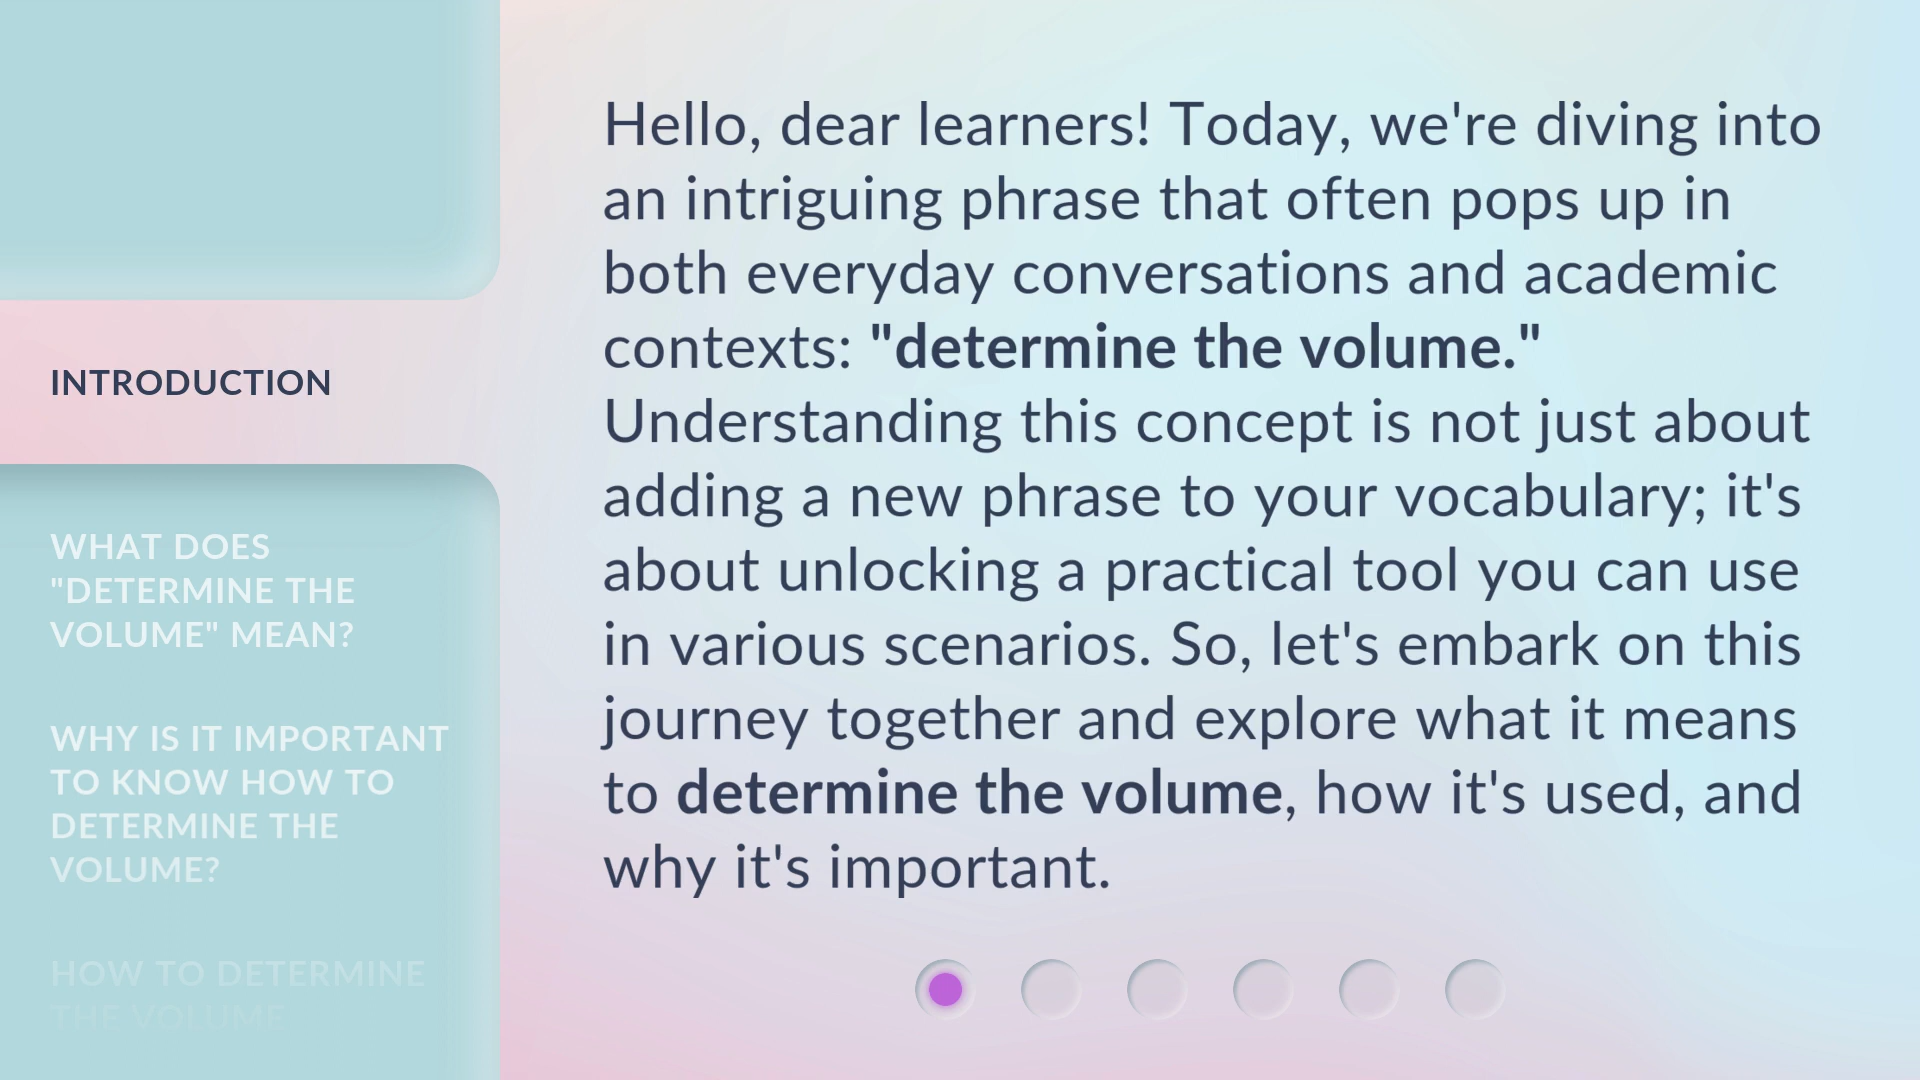 INTRODUCTION
WHAT DOES
"DETERMINE THE
VOLUME" MEAN?
WHY IS IT IMPORTANT
TO KNOW HOW TO
DETERMINE THE
VOLUME?
HOW TO DETERMINE
THE VOLUME
Hello, dear learners! Today, we're diving into
an intriguing phrase that often pops up in
both everyday conversations and academic
contexts: "determine the volume."
Understanding this concept is not just about
adding a new phrase to your vocabulary; it's
about unlocking a practical tool you can use
in various scenarios. So, let's embark on this
journey together and explore what it means
to determine the volume, how it's used, and
why it's important.